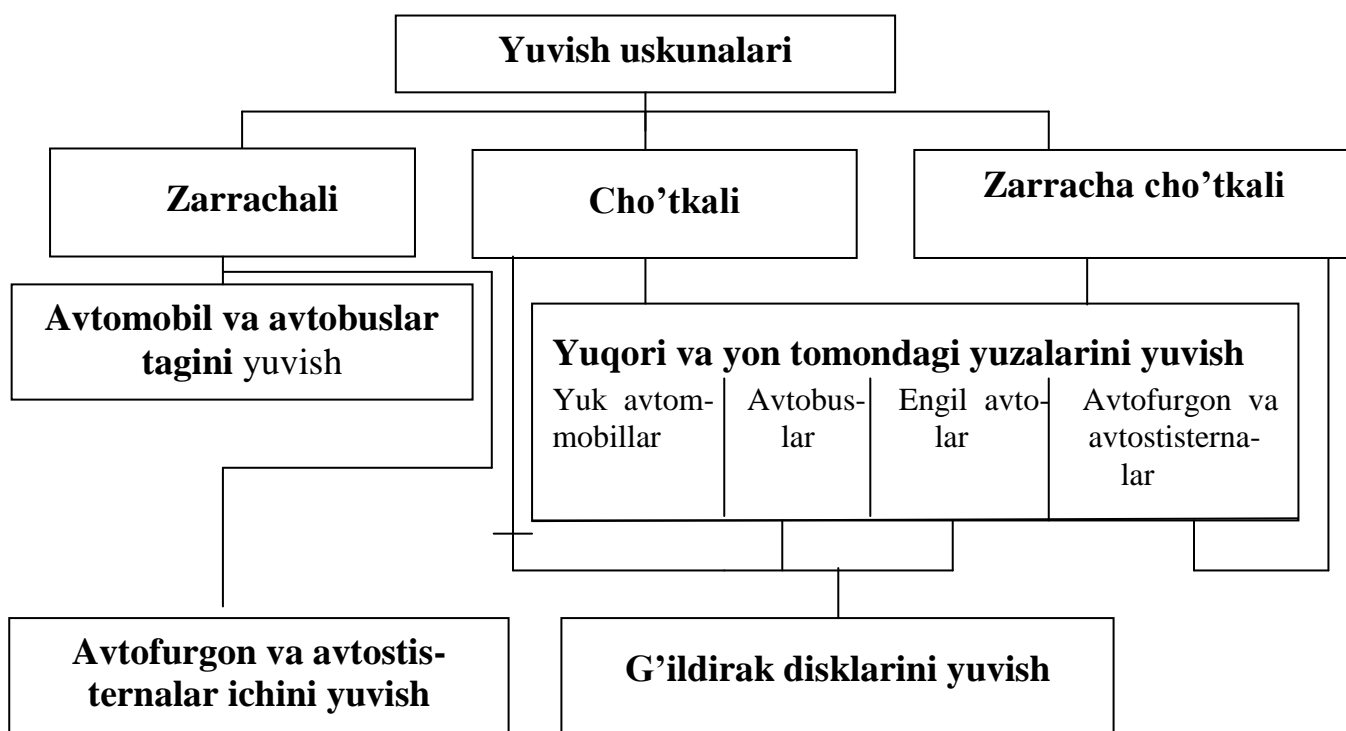 Yuvish uskunalari
Zarrachali
Cho’tkali
Zarracha cho’tkali
Avtomobil va avtobuslar
tagini yuvish
Yuqori va yon tomondagi yuzalarini yuvish
Yuk avtom-
mobillar
Avtobus-
lar
Engil avto-
lar
Avtofurgon va
avtostisterna-
lar
Avtofurgon va avtostis-
ternalar ichini yuvish
G’ildirak disklarini yuvish